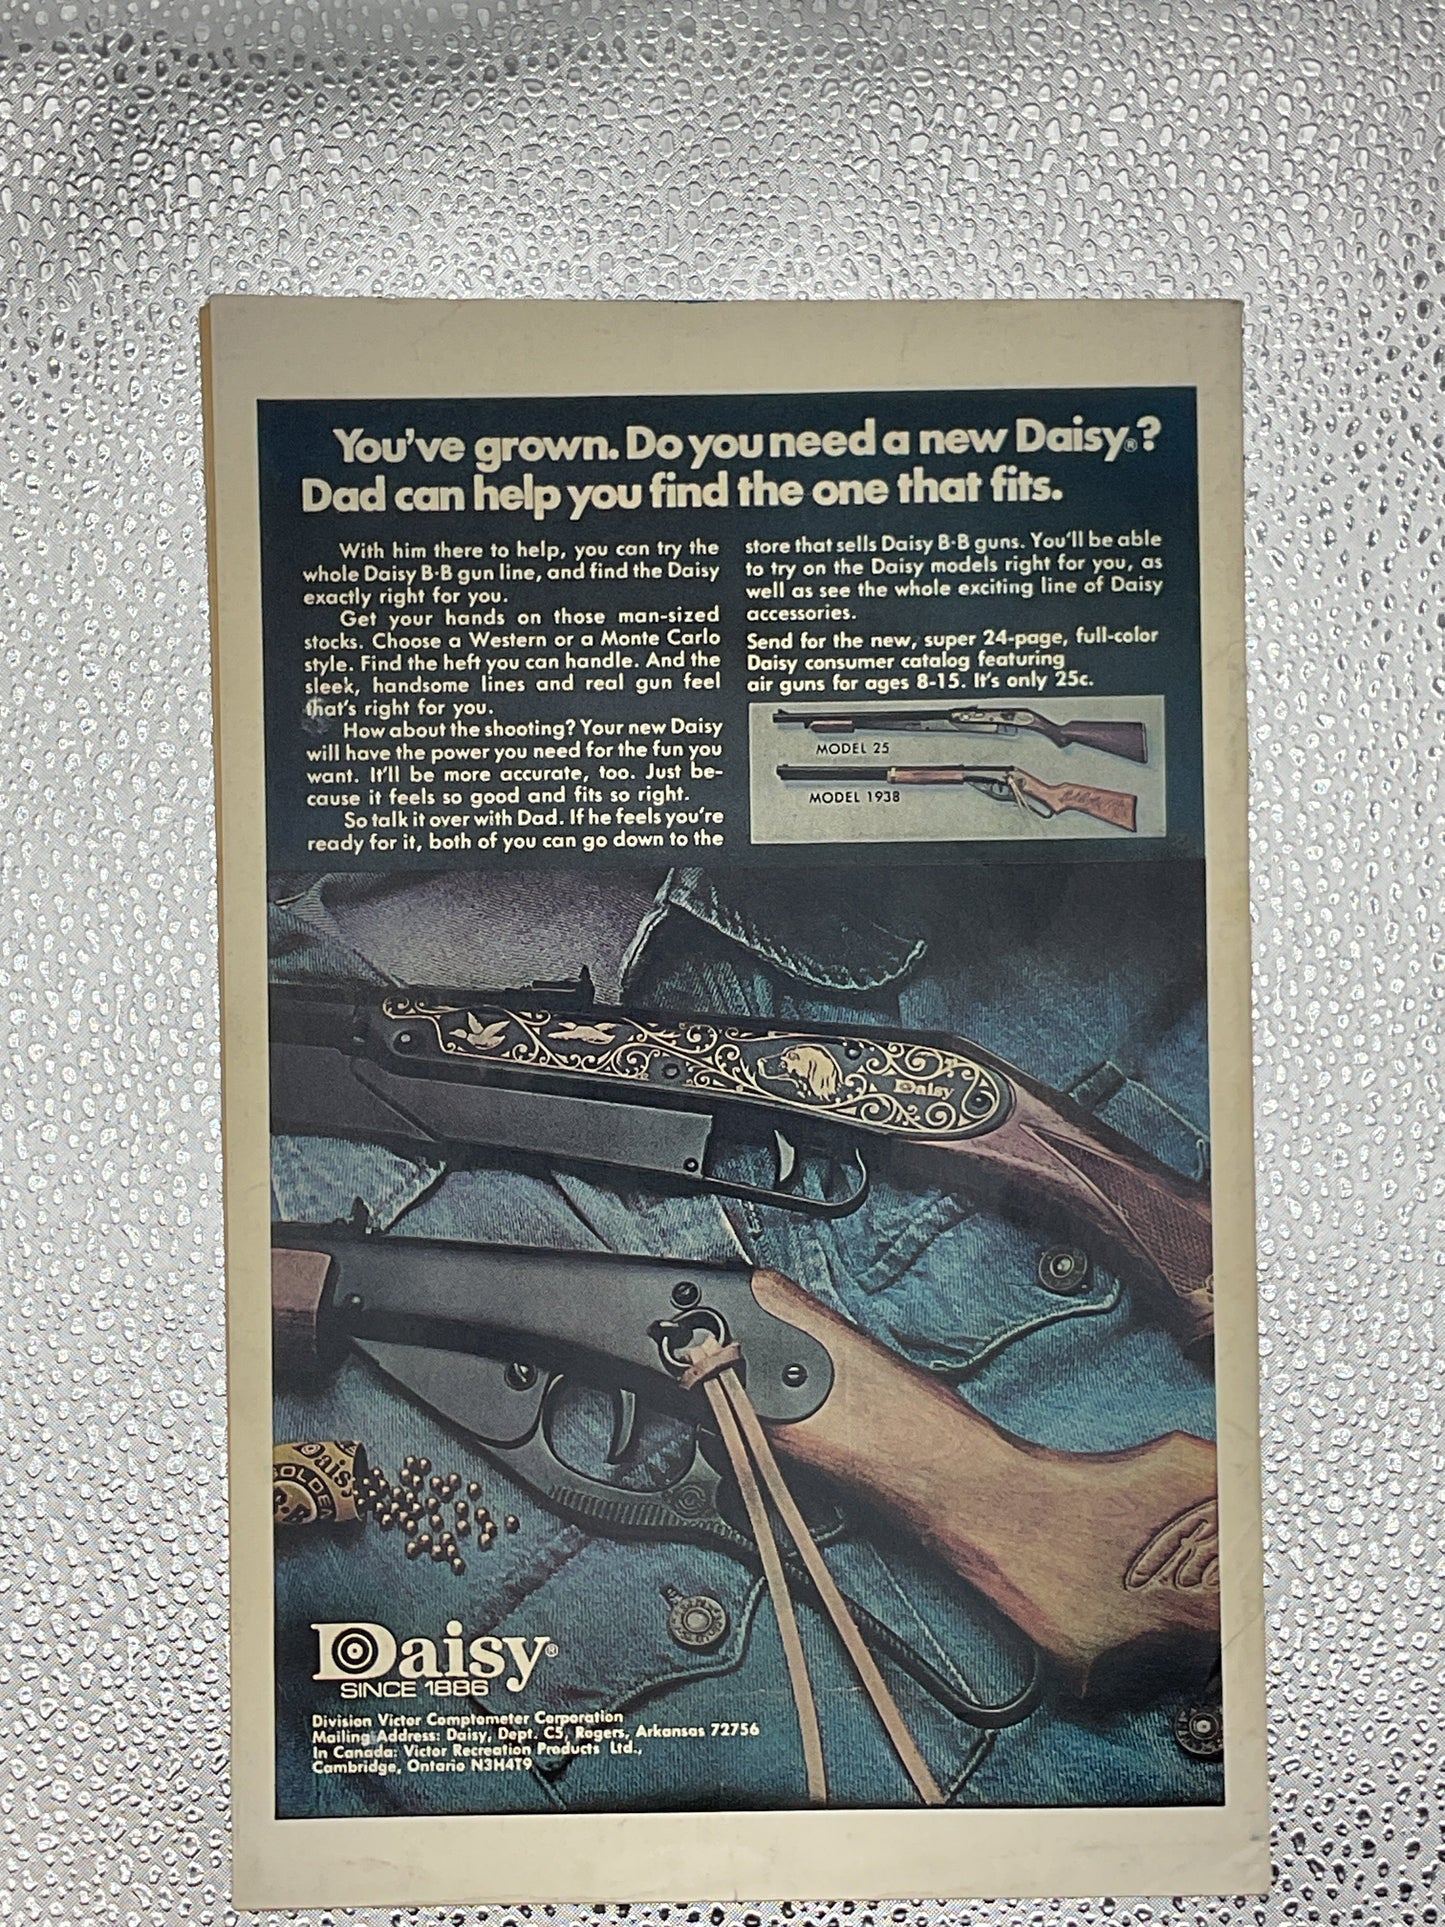 You've grown. Do you need a new Daisy®?
Dad can help you find the one that fits.
With him there to help, you can try the
whole Daisy B·B gun line, and find the Daisy
exactly right for you.
Get your hands on those man-sized
stocks. Choose a Western or a Monte Carlo
style. Find the heft you can handle. And the
sleek, handsome lines and real gun feel
that's right for you.
How about the shooting? Your new Daisy
will have the power you need for the fun you
want. It'll be more accurate, too. Just be-
cause it feels so good and fits so right.
So talk it over with Dad. If he feels you're
ready for it, both of you can go down to the
store that sells Daisy B·B guns. You'll be able
to try on the Daisy models right for you, as
well as see the whole exciting line of Daisy
accessories.
Send for the new, super 24-page, full-color
Daisy consumer catalog featuring
air guns for ages 8-15. It's only 25c.
MODEL 25
MODEL 1938
Daisy
Daisy
GOLDEN
B·B
Daisy®
SINCE 1886
Division Victor Comptometer Corporation
Mailing Address: Daisy, Dept. C5, Rogers, Arkansas 72756
In Canada: Victor Recreation Products Ltd.,
Cambridge, Ontario N3H4T9